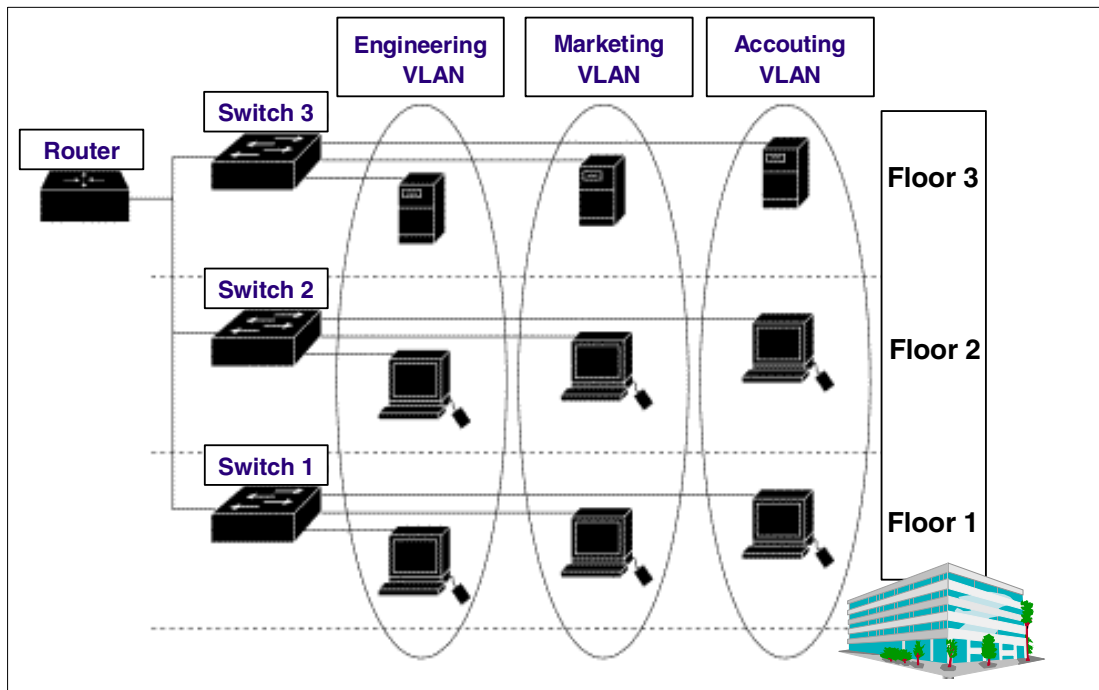 Engineering
VLAN
Marketing
VLAN
Accouting
VLAN
Switch 3
Router
Floor 3
Switch 2
Floor 2
Switch 1
Floor 1